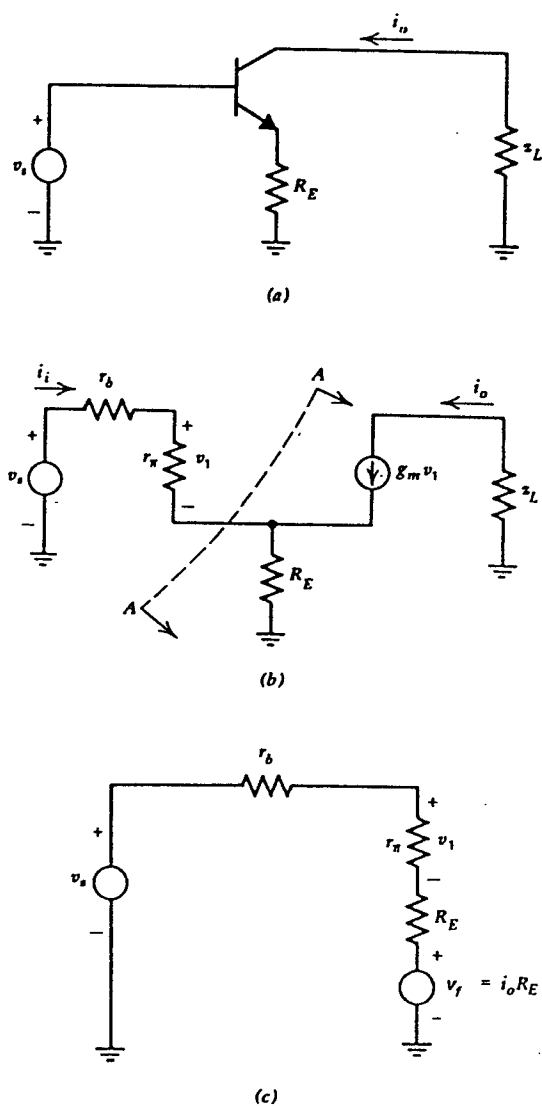 i_o
+
v_s
−
R_E
z_L
(a)
A
i_i
r_b
i_o
+
+
v_s
r_π
v_1
g_m v_1
z_L
−
−
R_E
A
(b)
r_b
+
+
r_π
v_1
v_s
−
−
R_E
+
v_f = i_o R_E
−
(c)